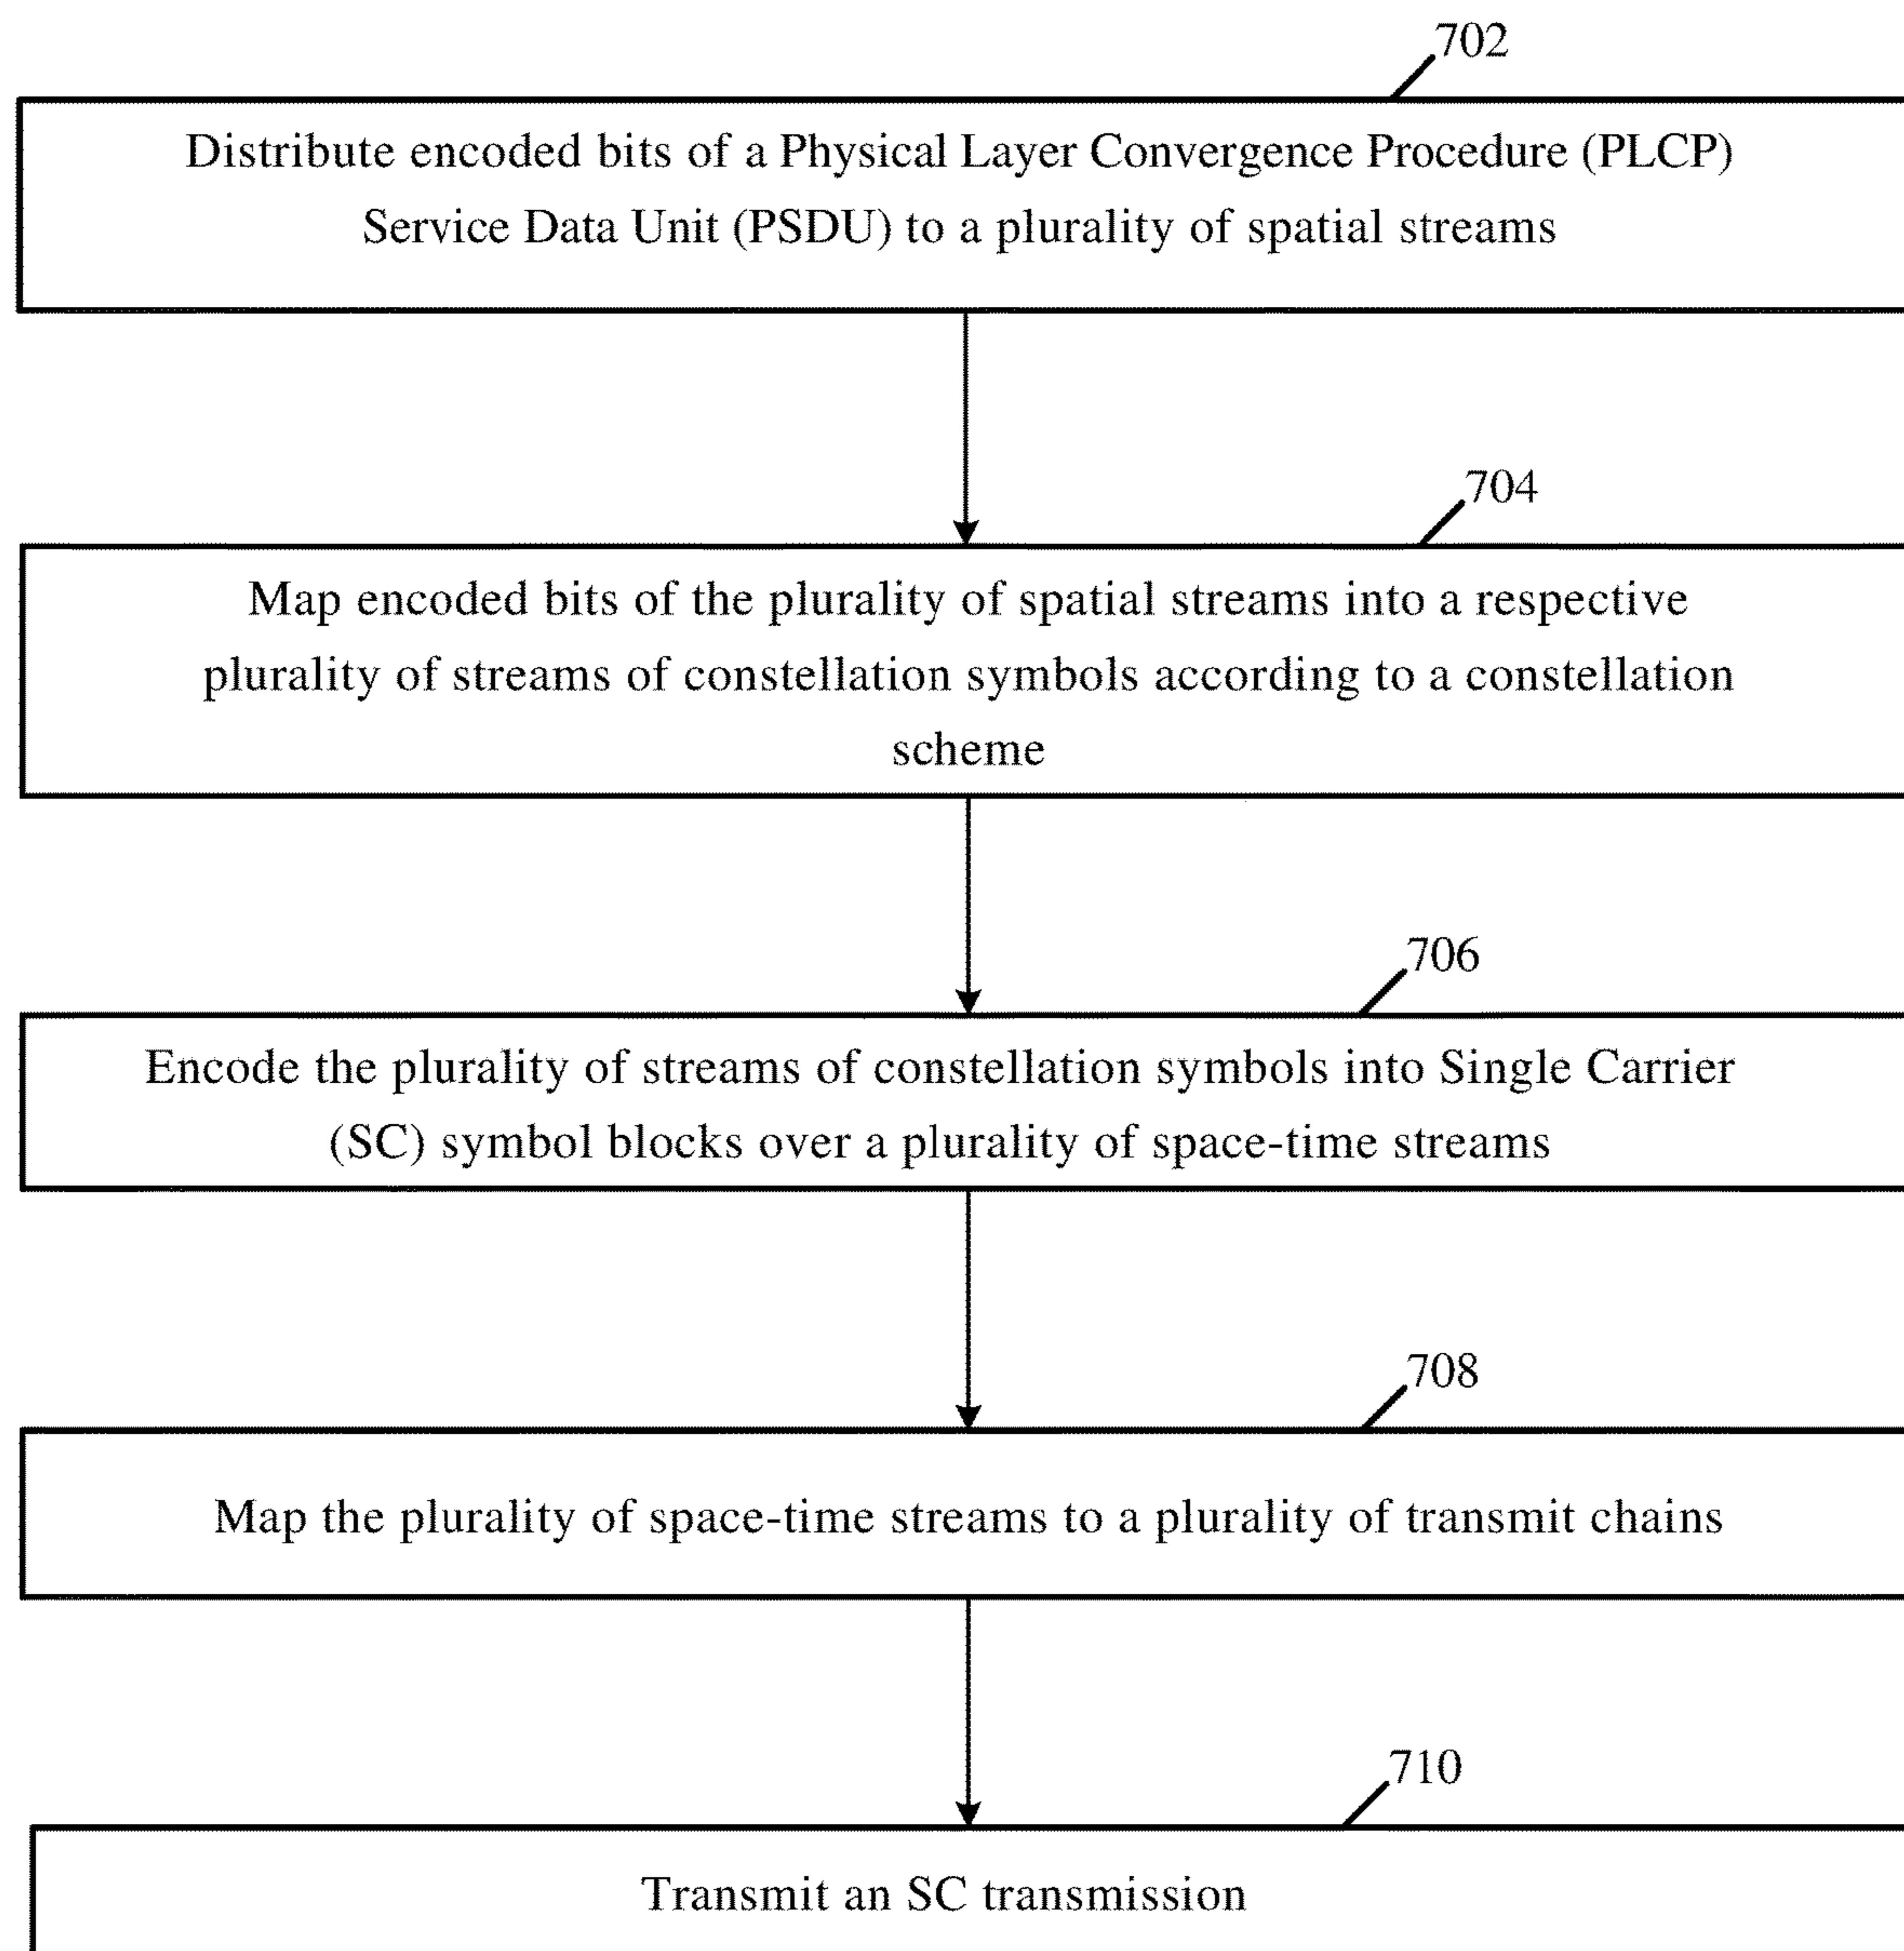 702
Distribute encoded bits of a Physical Layer Convergence Procedure (PLCP)
Service Data Unit (PSDU) to a plurality of spatial streams
704
Map encoded bits of the plurality of spatial streams into a respective
plurality of streams of constellation symbols according to a constellation
scheme
706
Encode the plurality of streams of constellation symbols into Single Carrier
(SC) symbol blocks over a plurality of space-time streams
708
Map the plurality of space-time streams to a plurality of transmit chains
710
Transmit an SC transmission